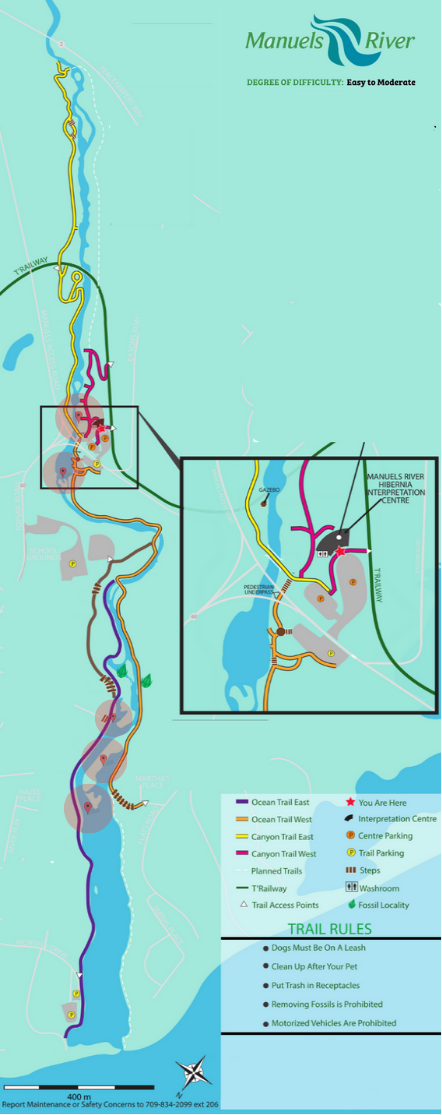 Manuels River
DEGREE OF DIFFICULTY: Easy to Moderate
T'RAILWAY
GAZEBO
MANUELS RIVER
HIBERNIA
INTERPRETATION
CENTRE
PEDESTRIAN
UNDERPASS
T'RAILWAY
P
P
P
P
P
P
P
P
P
Ocean Trail East
Ocean Trail West
Canyon Trail East
Canyon Trail West
Planned Trails
T'Railway
Trail Access Points
You Are Here
Interpretation Centre
P Centre Parking
P Trail Parking
Steps
Washroom
Fossil Locality
TRAIL RULES
Dogs Must Be On A Leash
Clean Up After Your Pet
Put Trash in Receptacles
Removing Fossils is Prohibited
Motorized Vehicles Are Prohibited
400 m
N
Report Maintenance or Safety Concerns to 709-834-2099 ext 206